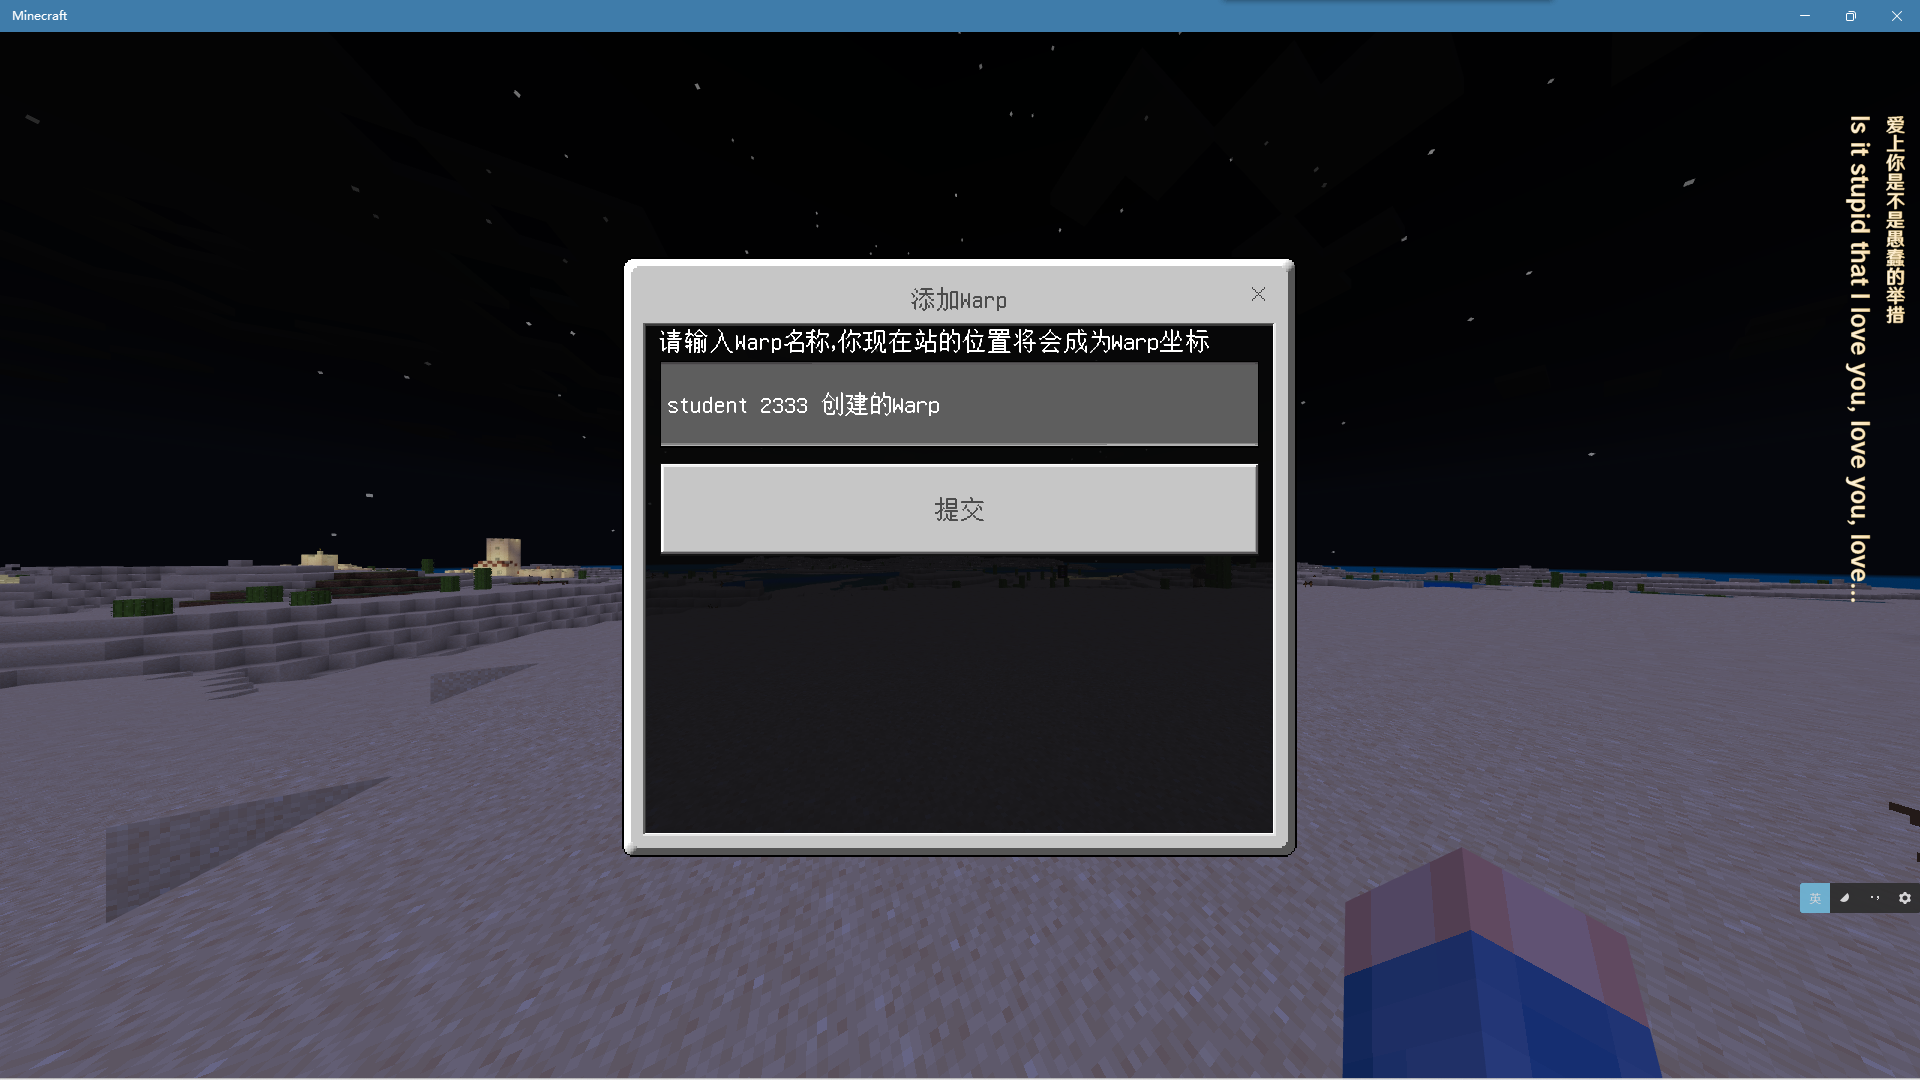 Minecraft
添加Warp
请输入Warp名称,你现在站的位置将会成为Warp坐标
student 2333 创建的Warp
提交
爱上你是不是愚蠢的举措
Is it stupid that I love you, love you, love you, love...
英